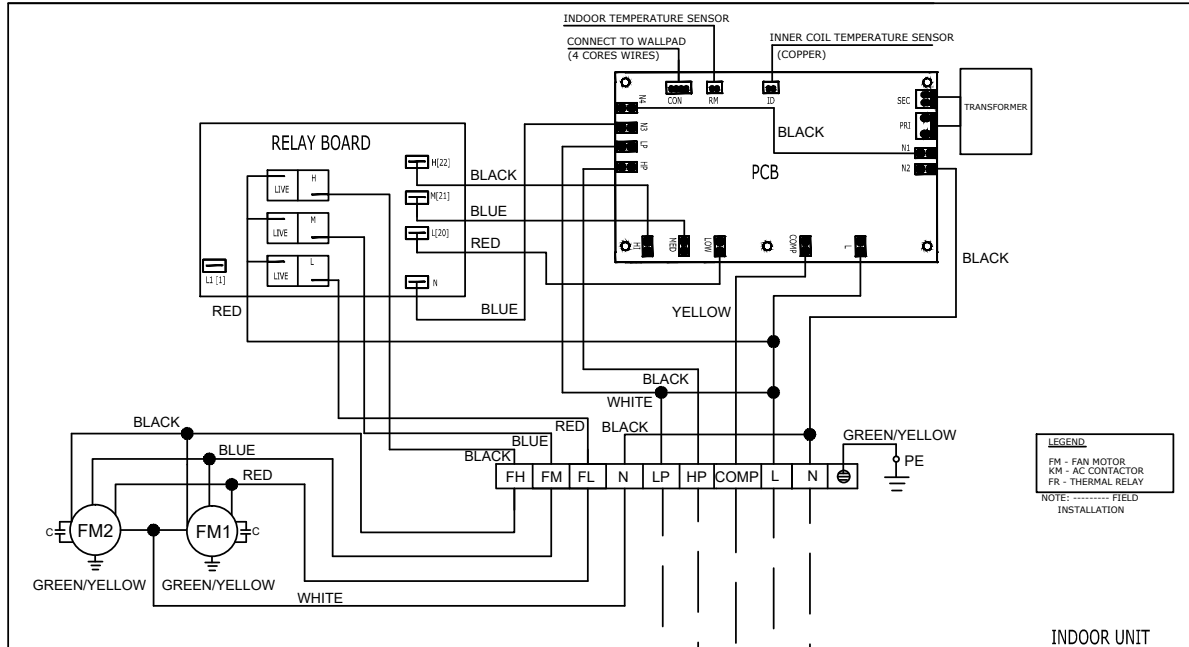 INDOOR TEMPERATURE SENSOR
CONNECT TO WALLPAD
(4 CORES WIRES)
INNER COIL TEMPERATURE SENSOR
(COPPER)
CON
RM
ID
N4
N3
LP
HP
SEC
PRI
N1
N2
TRANSFORMER
BLACK
PCB
HI
MED
LOW
COMP
L
RELAY BOARD
LIVE
H
LIVE
M
LIVE
L
H[22]
M[21]
L[20]
N
L1 [1]
BLACK
BLUE
RED
BLUE
RED
YELLOW
BLACK
BLACK
WHITE
BLACK
RED
BLUE
BLACK
GREEN/YELLOW
PE
FH FM FL N LP HP COMP L N
BLACK
BLUE
RED
C FM2 FM1 C
GREEN/YELLOW GREEN/YELLOW
WHITE
LEGEND
FM - FAN MOTOR
KM - AC CONTACTOR
FR - THERMAL RELAY
NOTE: --------- FIELD
INSTALLATION
INDOOR UNIT